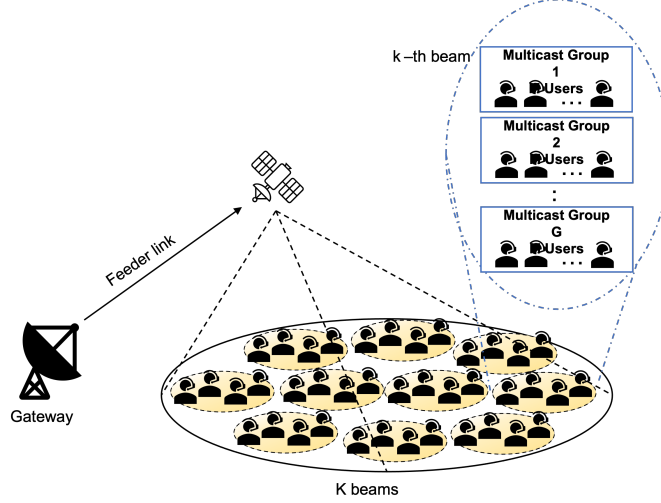 k –th beam
Multicast Group
1
Users
. . .
Multicast Group
2
Users
. . .
:
Multicast Group
G
Users
. . .
Feeder link
Gateway
K beams